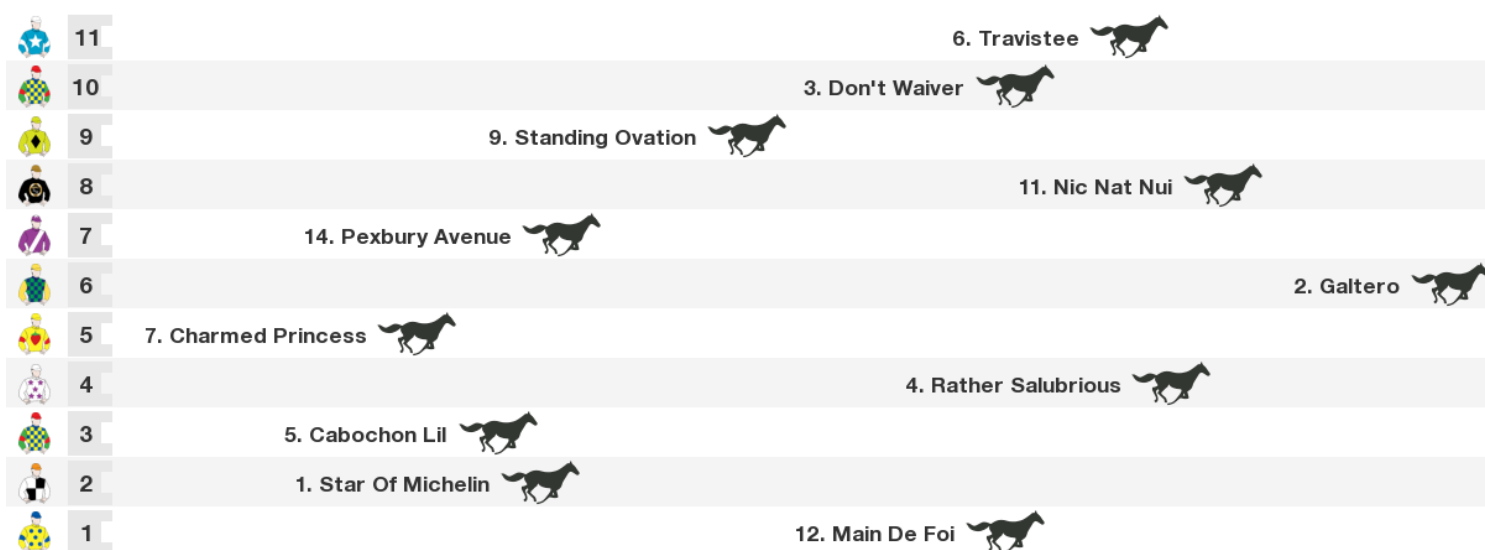 11 6. Travistee
10 3. Don't Waiver
9 9. Standing Ovation
8 11. Nic Nat Nui
7 14. Pexbury Avenue
6 2. Galtero
5 7. Charmed Princess
4 4. Rather Salubrious
3 5. Cabochon Lil
2 1. Star Of Michelin
1 12. Main De Foi